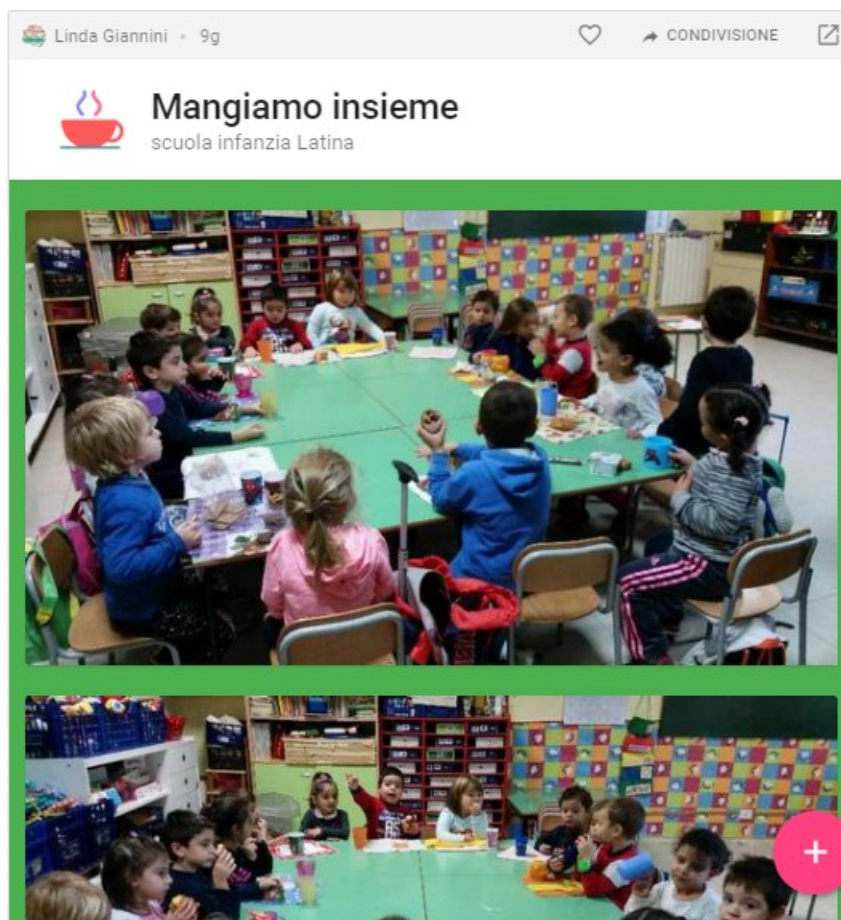 Linda Giannini • 9g
CONDIVISIONE
Mangiamo insieme
scuola infanzia Latina